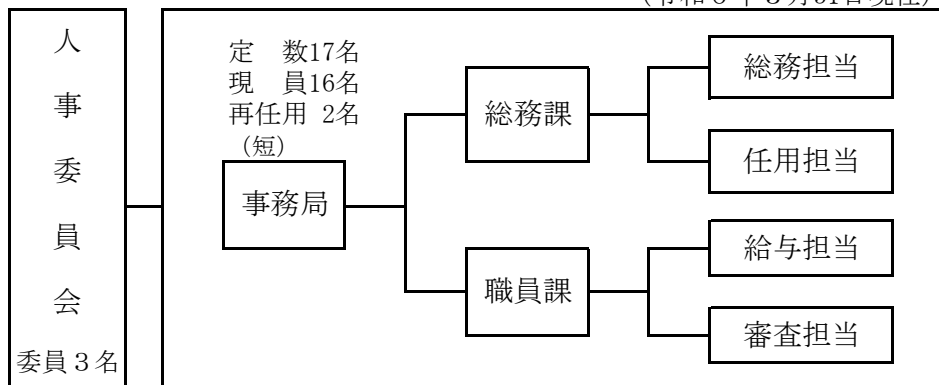 人事委員会
委員３名
定　数17名
現　員16名
再任用 2名
(短)
事務局
総務課
総務担当
任用担当
職員課
給与担当
審査担当